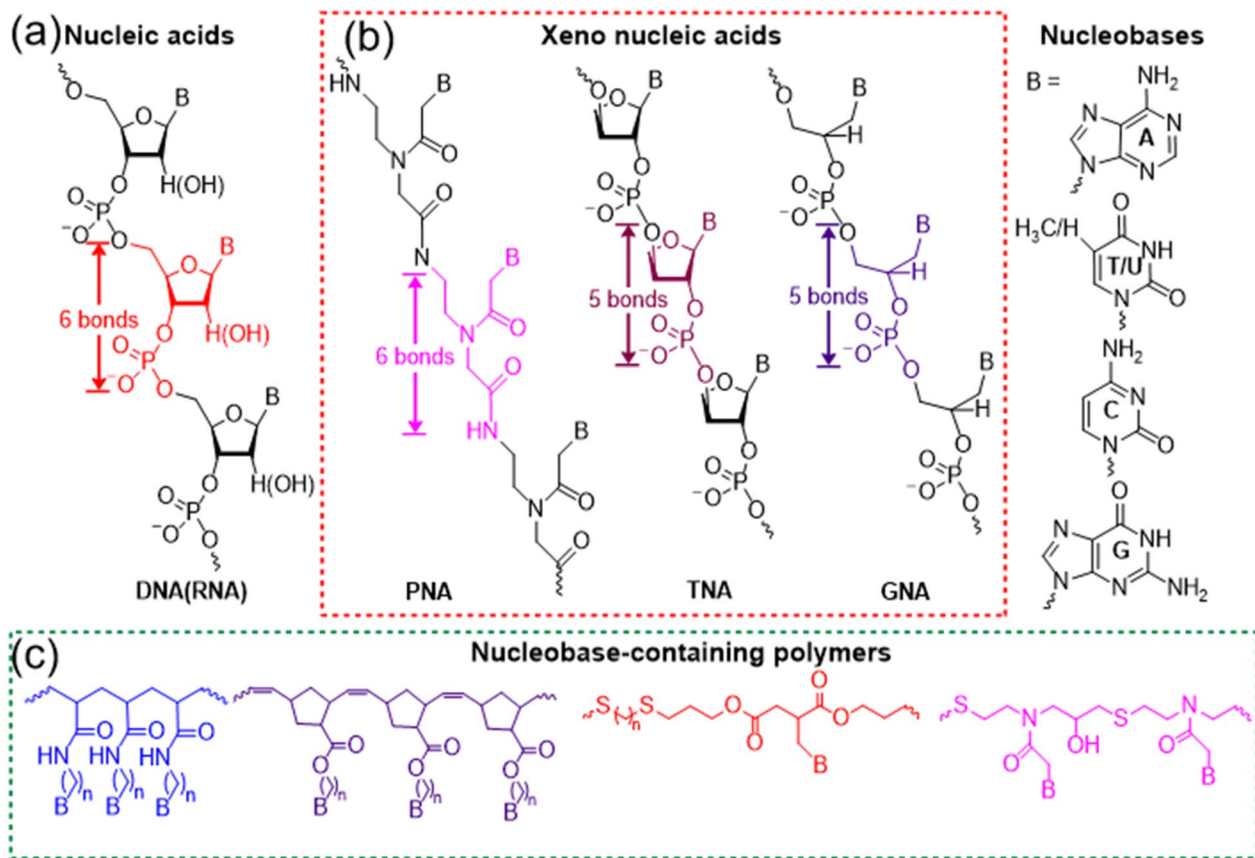 (a) Nucleic acids
(b) Xeno nucleic acids
Nucleobases
O
O
B
O
H(OH)
O
P
⁻O
O
6 bonds
O
B
O
H(OH)
O
P
⁻O
O
O
B
O
H(OH)
O
P
⁻O
O
DNA(RNA)
HN
B
N
O
O
N
6 bonds
B
N
O
O
HN
B
N
O
O
PNA
O
O
B
O
O
P
⁻O
O
5 bonds
O
B
O
O
P
⁻O
O
O
B
O
O
P
⁻O
O
TNA
O
B
H
O
O
P
⁻O
O
5 bonds
B
H
O
O
P
⁻O
O
B
H
O
O
P
⁻O
O
GNA
B =
NH₂
N
N
A
N
N
O
H₃C/H
NH
T/U
N
O
NH₂
C
N
N
O
O
N
NH
G
N
N
NH₂
(c) Nucleobase-containing polymers
O
O
O
HN
HN
HN
( )n
( )n
( )n
B
B
B
O
O
O
O
O
O
( )n
( )n
( )n
B
B
B
S
( )n
S
O
O
O
O
B
S
N
OH
S
N
O
O
B
B